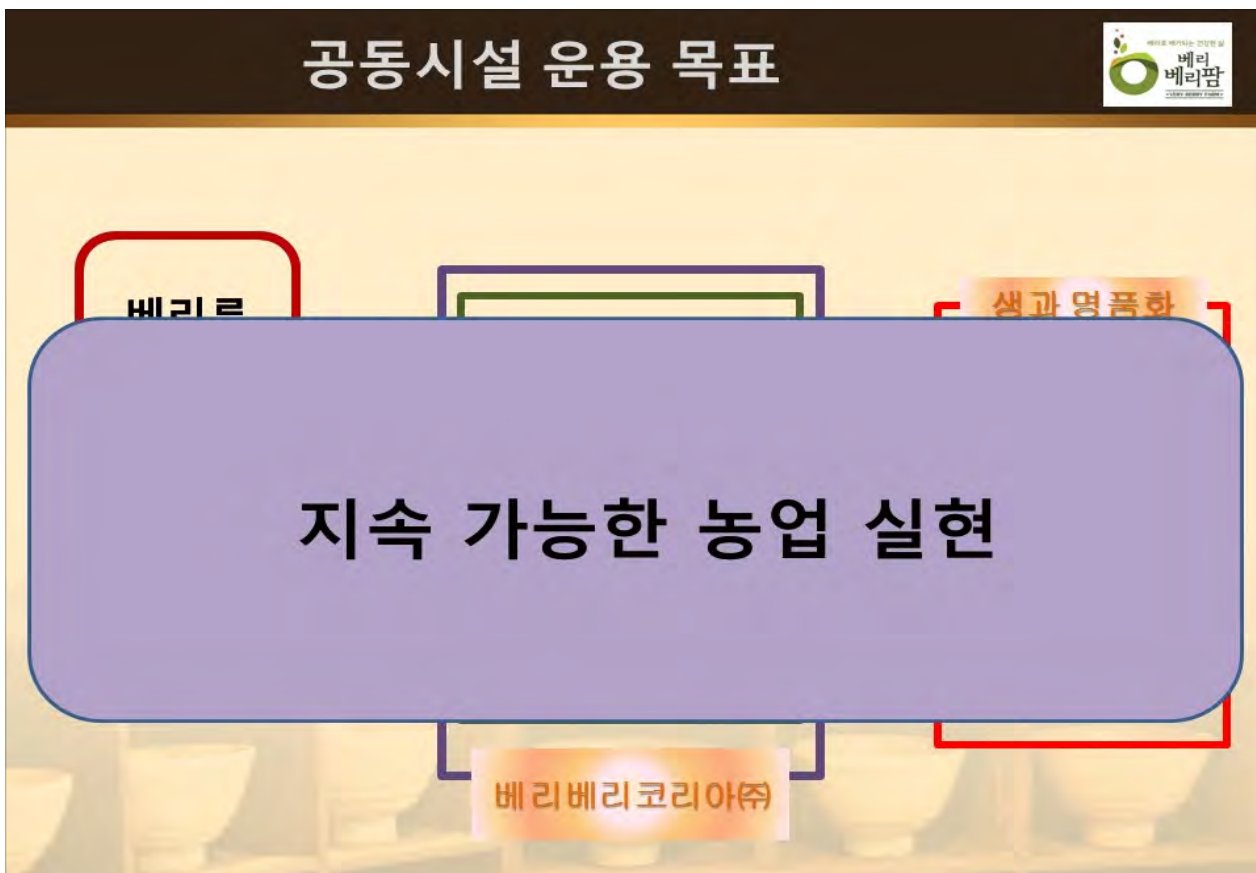 공동시설 운용 목표
베리
베리팜
베리류
생과 명품화
지속 가능한 농업 실현
베리베리코리아㈜